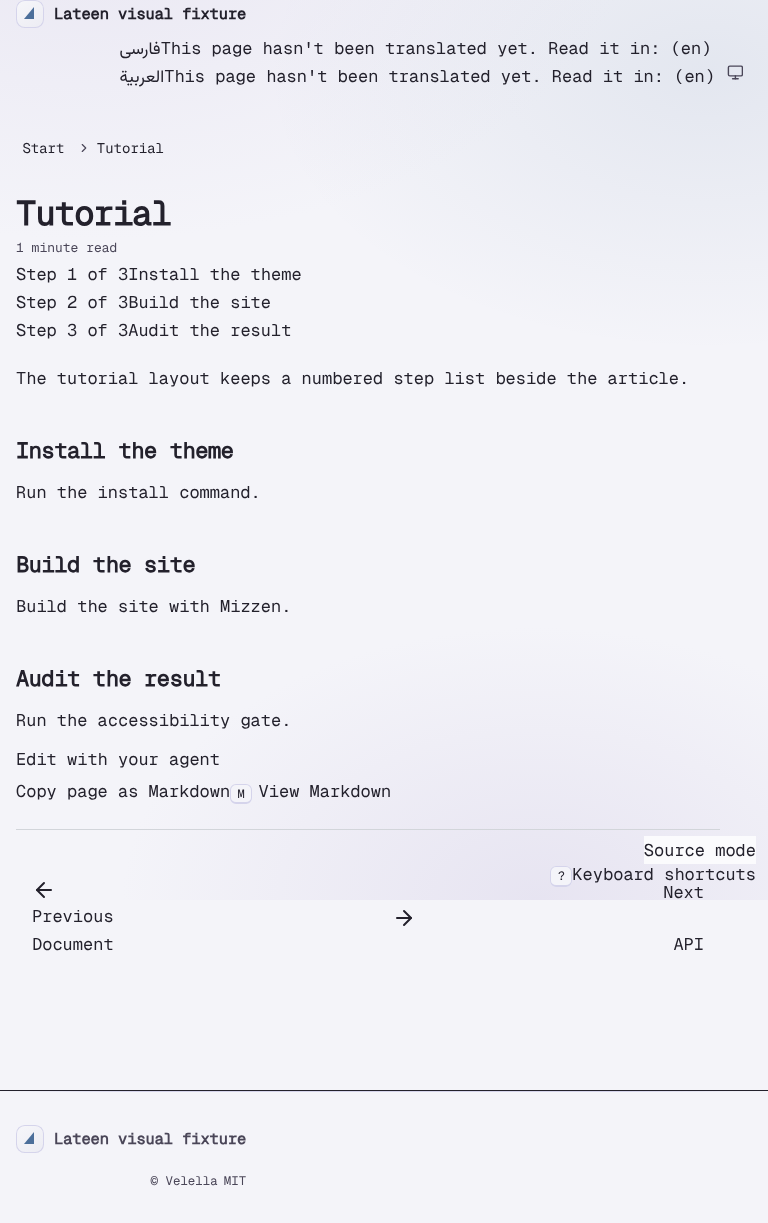 Lateen visual fixture
فارسیThis page hasn't been translated yet. Read it in: (en)
العربيةThis page hasn't been translated yet. Read it in: (en)
Start > Tutorial
Tutorial
1 minute read
Step 1 of 3Install the theme
Step 2 of 3Build the site
Step 3 of 3Audit the result
The tutorial layout keeps a numbered step list beside the article.
Install the theme
Run the install command.
Build the site
Build the site with Mizzen.
Audit the result
Run the accessibility gate.
Edit with your agent
Copy page as Markdown M View Markdown
Source mode
? Keyboard shortcuts
← Next
Previous →
Document API
Lateen visual fixture
© Velella MIT